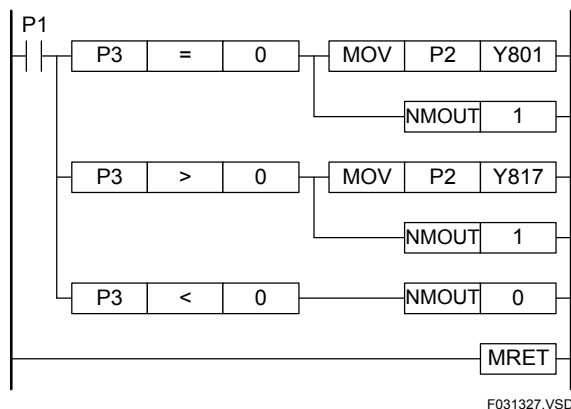 P1
P3 = 0 MOV P2 Y801
NMOUT 1
P3 > 0 MOV P2 Y817
NMOUT 1
P3 < 0 NMOUT 0
MRET
F031327.VSD